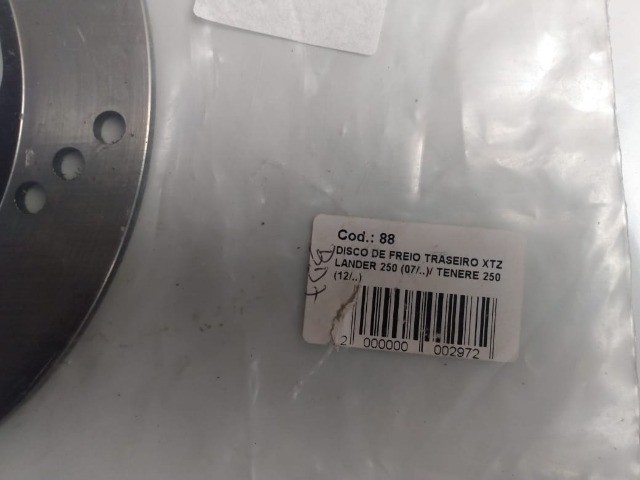 Cod.: 88
DISCO DE FREIO TRASEIRO XTZ
LANDER 250 (07/..)/ TENERE 250
(12/..)
2 000000 002972